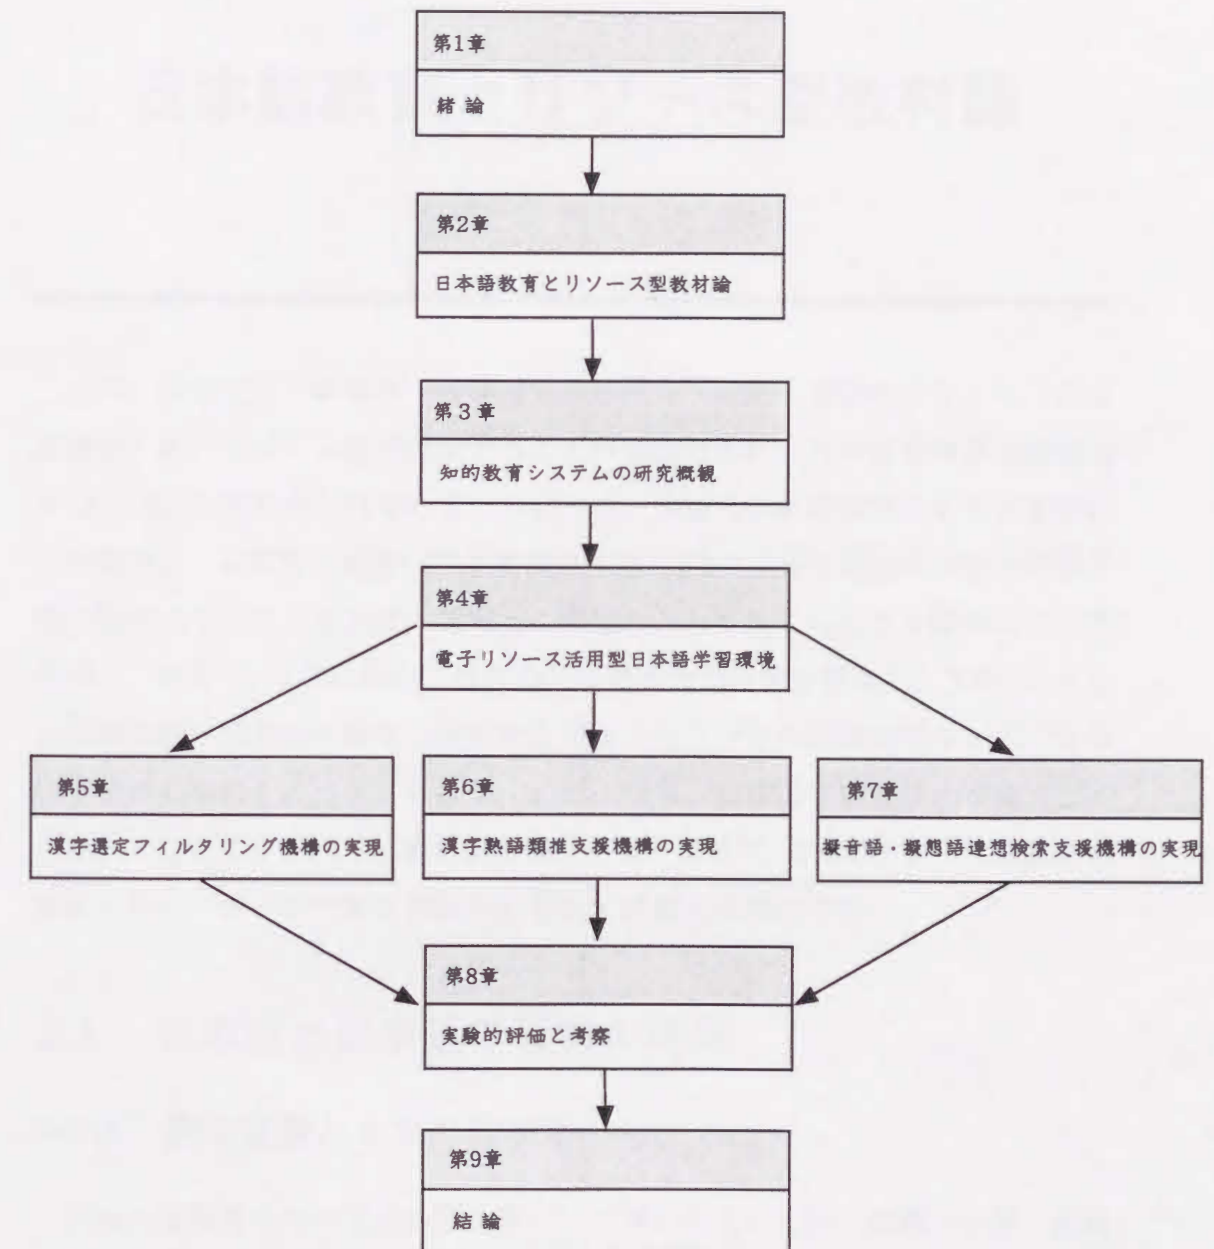 第1章
緒 論
第2章
日本語教育とリソース型教材論
第3章
知的教育システムの研究概観
第4章
電子リソース活用型日本語学習環境
第5章
漢字選定フィルタリング機構の実現
第6章
漢字熟語類推支援機構の実現
第7章
擬音語・擬態語連想検索支援機構の実現
第8章
実験的評価と考察
第9章
結 論